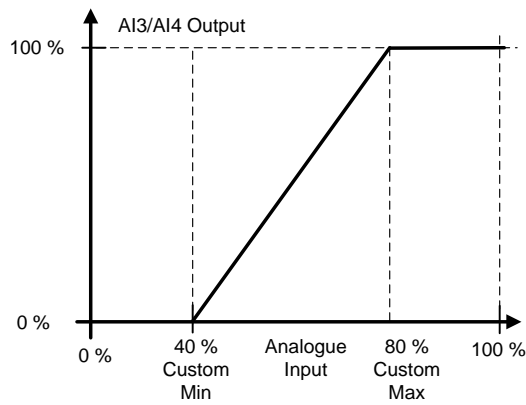 AI3/AI4 Output
100 %
0 %
0 %
40 %
Custom
Min
Analogue
Input
80 %
Custom
Max
100 %